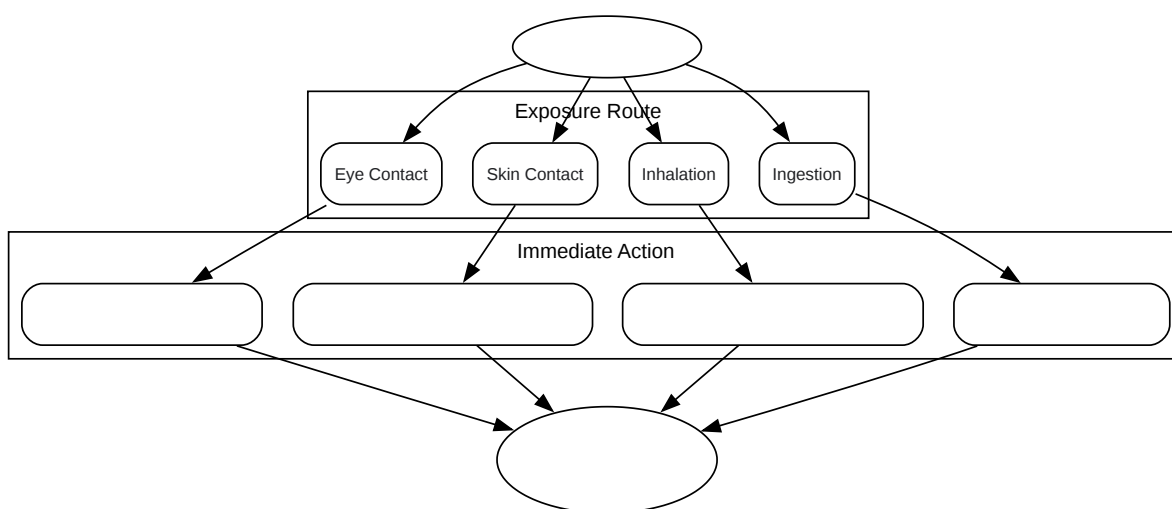 Exposure Route
Eye Contact
Skin Contact
Inhalation
Ingestion
Immediate Action